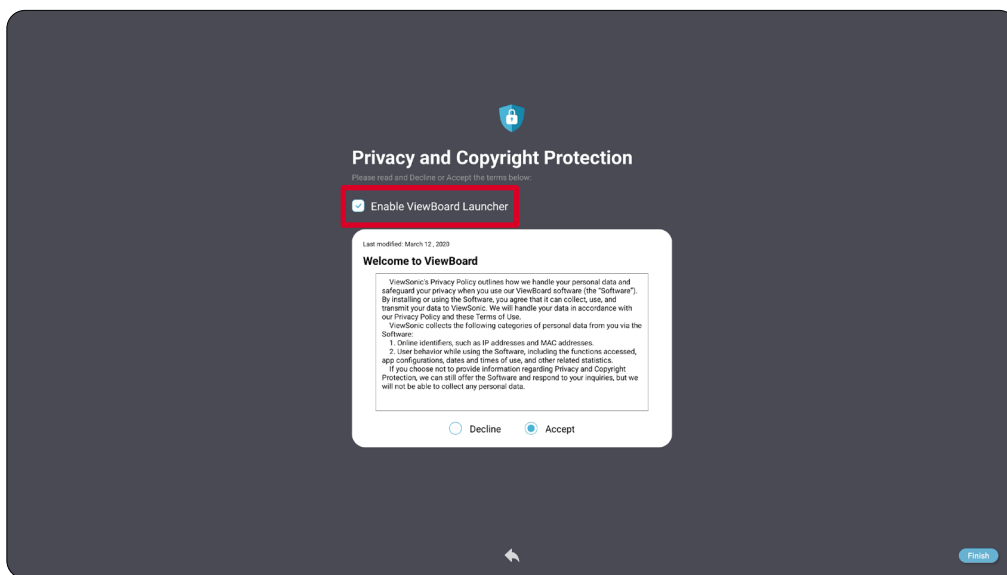 Privacy and Copyright Protection
Please read and Decline or Accept the terms below:
Enable ViewBoard Launcher
Last modified: March 12 , 2020
Welcome to ViewBoard
ViewSonic's Privacy Policy outlines how we handle your personal data and
safeguard your privacy when you use our ViewBoard software (the "Software").
By installing or using the Software, you agree that it can collect, use, and
transmit your data to ViewSonic. We will handle your data in accordance with
our Privacy Policy and these Terms of Use.
ViewSonic collects the following categories of personal data from you via the
Software:
1. Online identifiers, such as IP addresses and MAC addresses.
2. User behavior while using the Software, including the functions accessed,
app configurations, dates and times of use, and other related statistics.
If you choose not to provide information regarding Privacy and Copyright
Protection, we can still offer the Software and respond to your inquiries, but we
will not be able to collect any personal data.
Decline Accept
Finish